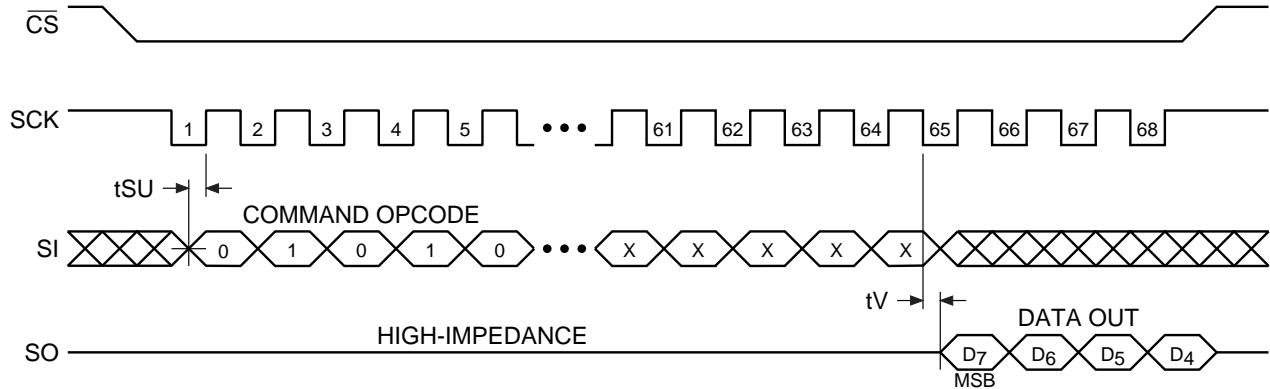 CS
SCK 1 2 3 4 5 ••• 61 62 63 64 65 66 67 68
tSU
COMMAND OPCODE
SI 0 1 0 1 0 ••• X X X X X
tV
HIGH-IMPEDANCE DATA OUT
SO D7 D6 D5 D4
MSB